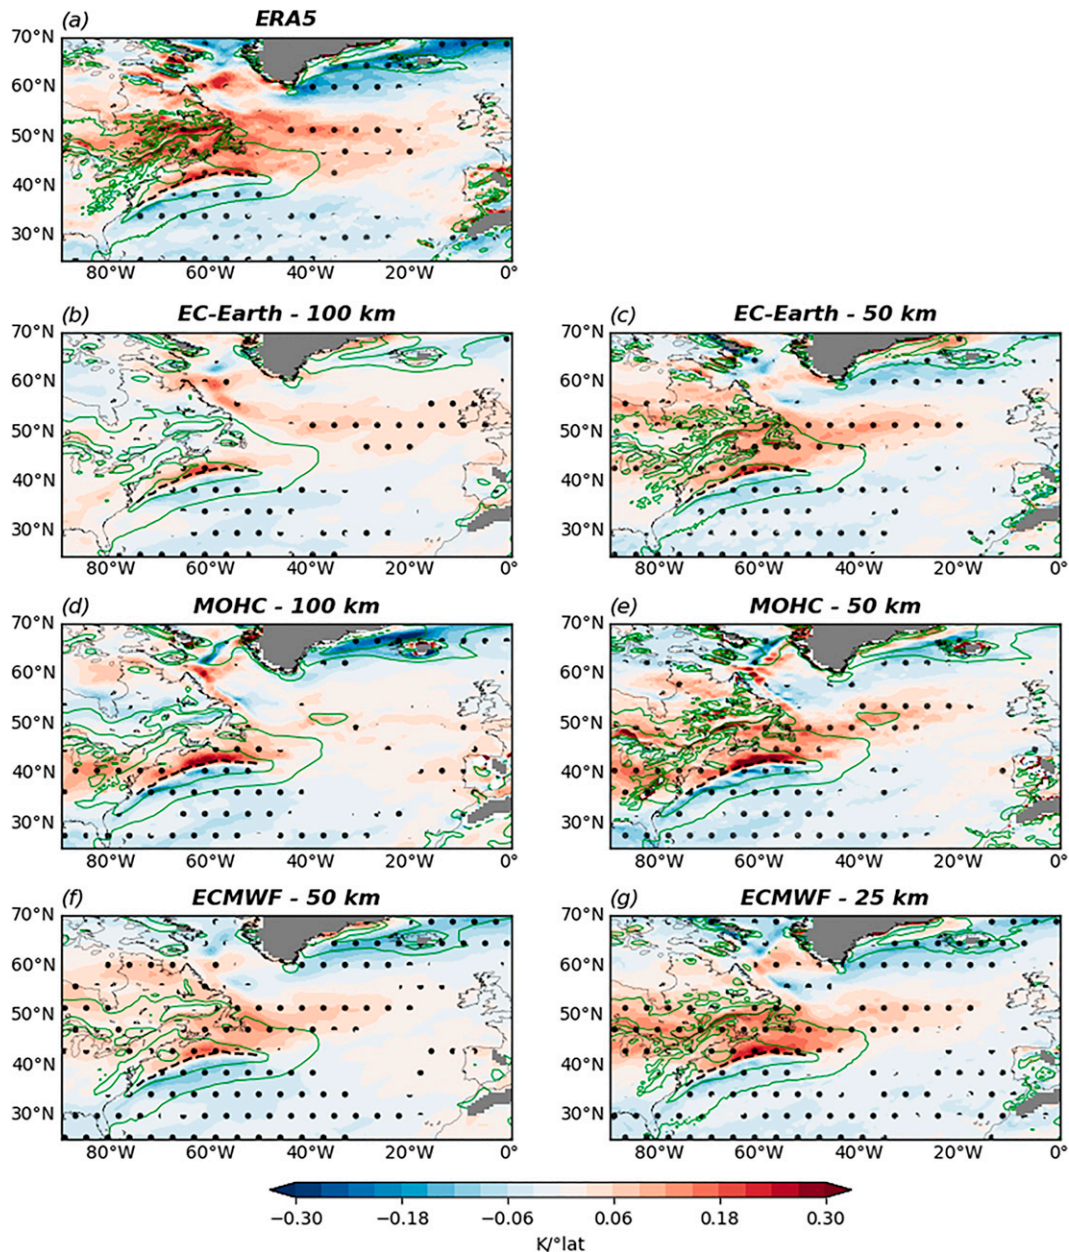 (a) ERA5
70°N
60°N
50°N
40°N
30°N
80°W 60°W 40°W 20°W 0°
(b) EC-Earth - 100 km
70°N
60°N
50°N
40°N
30°N
80°W 60°W 40°W 20°W 0°
(c) EC-Earth - 50 km
70°N
60°N
50°N
40°N
30°N
80°W 60°W 40°W 20°W 0°
(d) MOHC - 100 km
70°N
60°N
50°N
40°N
30°N
80°W 60°W 40°W 20°W 0°
(e) MOHC - 50 km
70°N
60°N
50°N
40°N
30°N
80°W 60°W 40°W 20°W 0°
(f) ECMWF - 50 km
70°N
60°N
50°N
40°N
30°N
80°W 60°W 40°W 20°W 0°
(g) ECMWF - 25 km
70°N
60°N
50°N
40°N
30°N
80°W 60°W 40°W 20°W 0°
−0.30 −0.18 −0.06 0.06 0.18 0.30
K/°lat